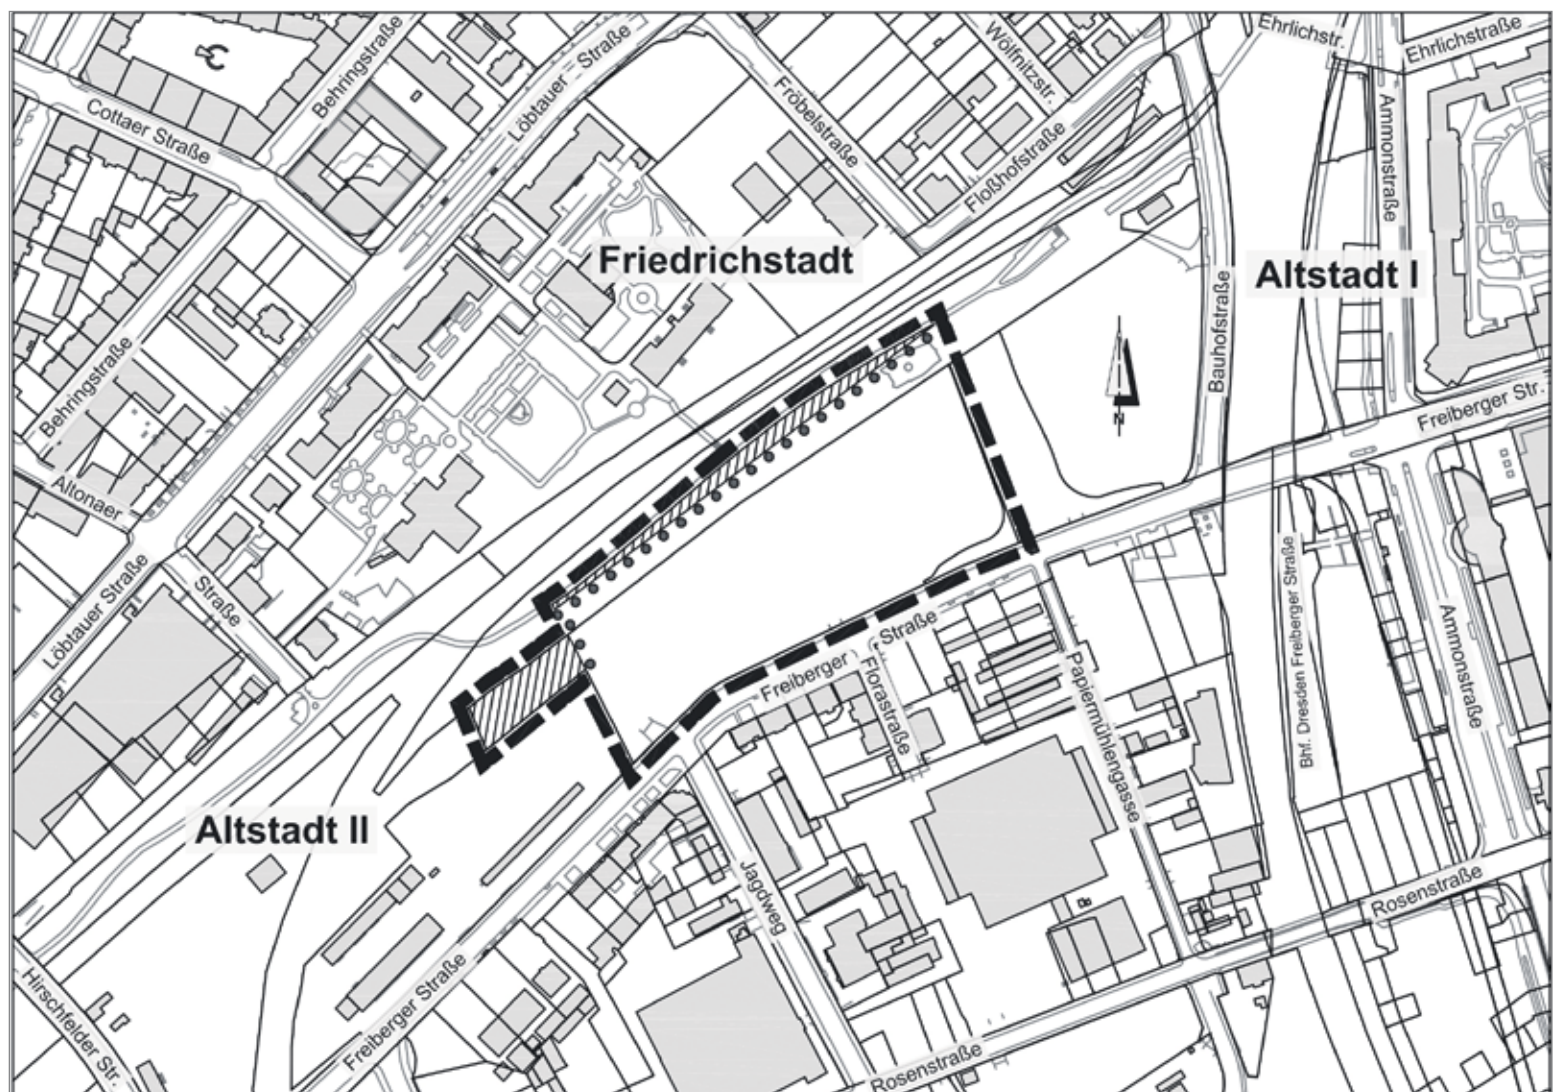 Ehrlichstr.
Ehrlichstraße
Behringstraße
Löbtauer
Straße
Wölfnitzstr.
Cottaer Straße
Fröbelstraße
Floßhofstraße
Ammonstraße
Friedrichstadt
Altstadt I
Bauhofstraße
Behringstraße
Freiberger Str.
N
Altonaer
Straße
Löbtauer Straße
Freiberger
Straße
Florastraße
Papiermühlengasse
Bhf. Dresden Freiberger Straße
Ammonstraße
Altstadt II
Jagdweg
Rosenstraße
Hirschfelder Str.
Freiberger Straße
Rosenstraße